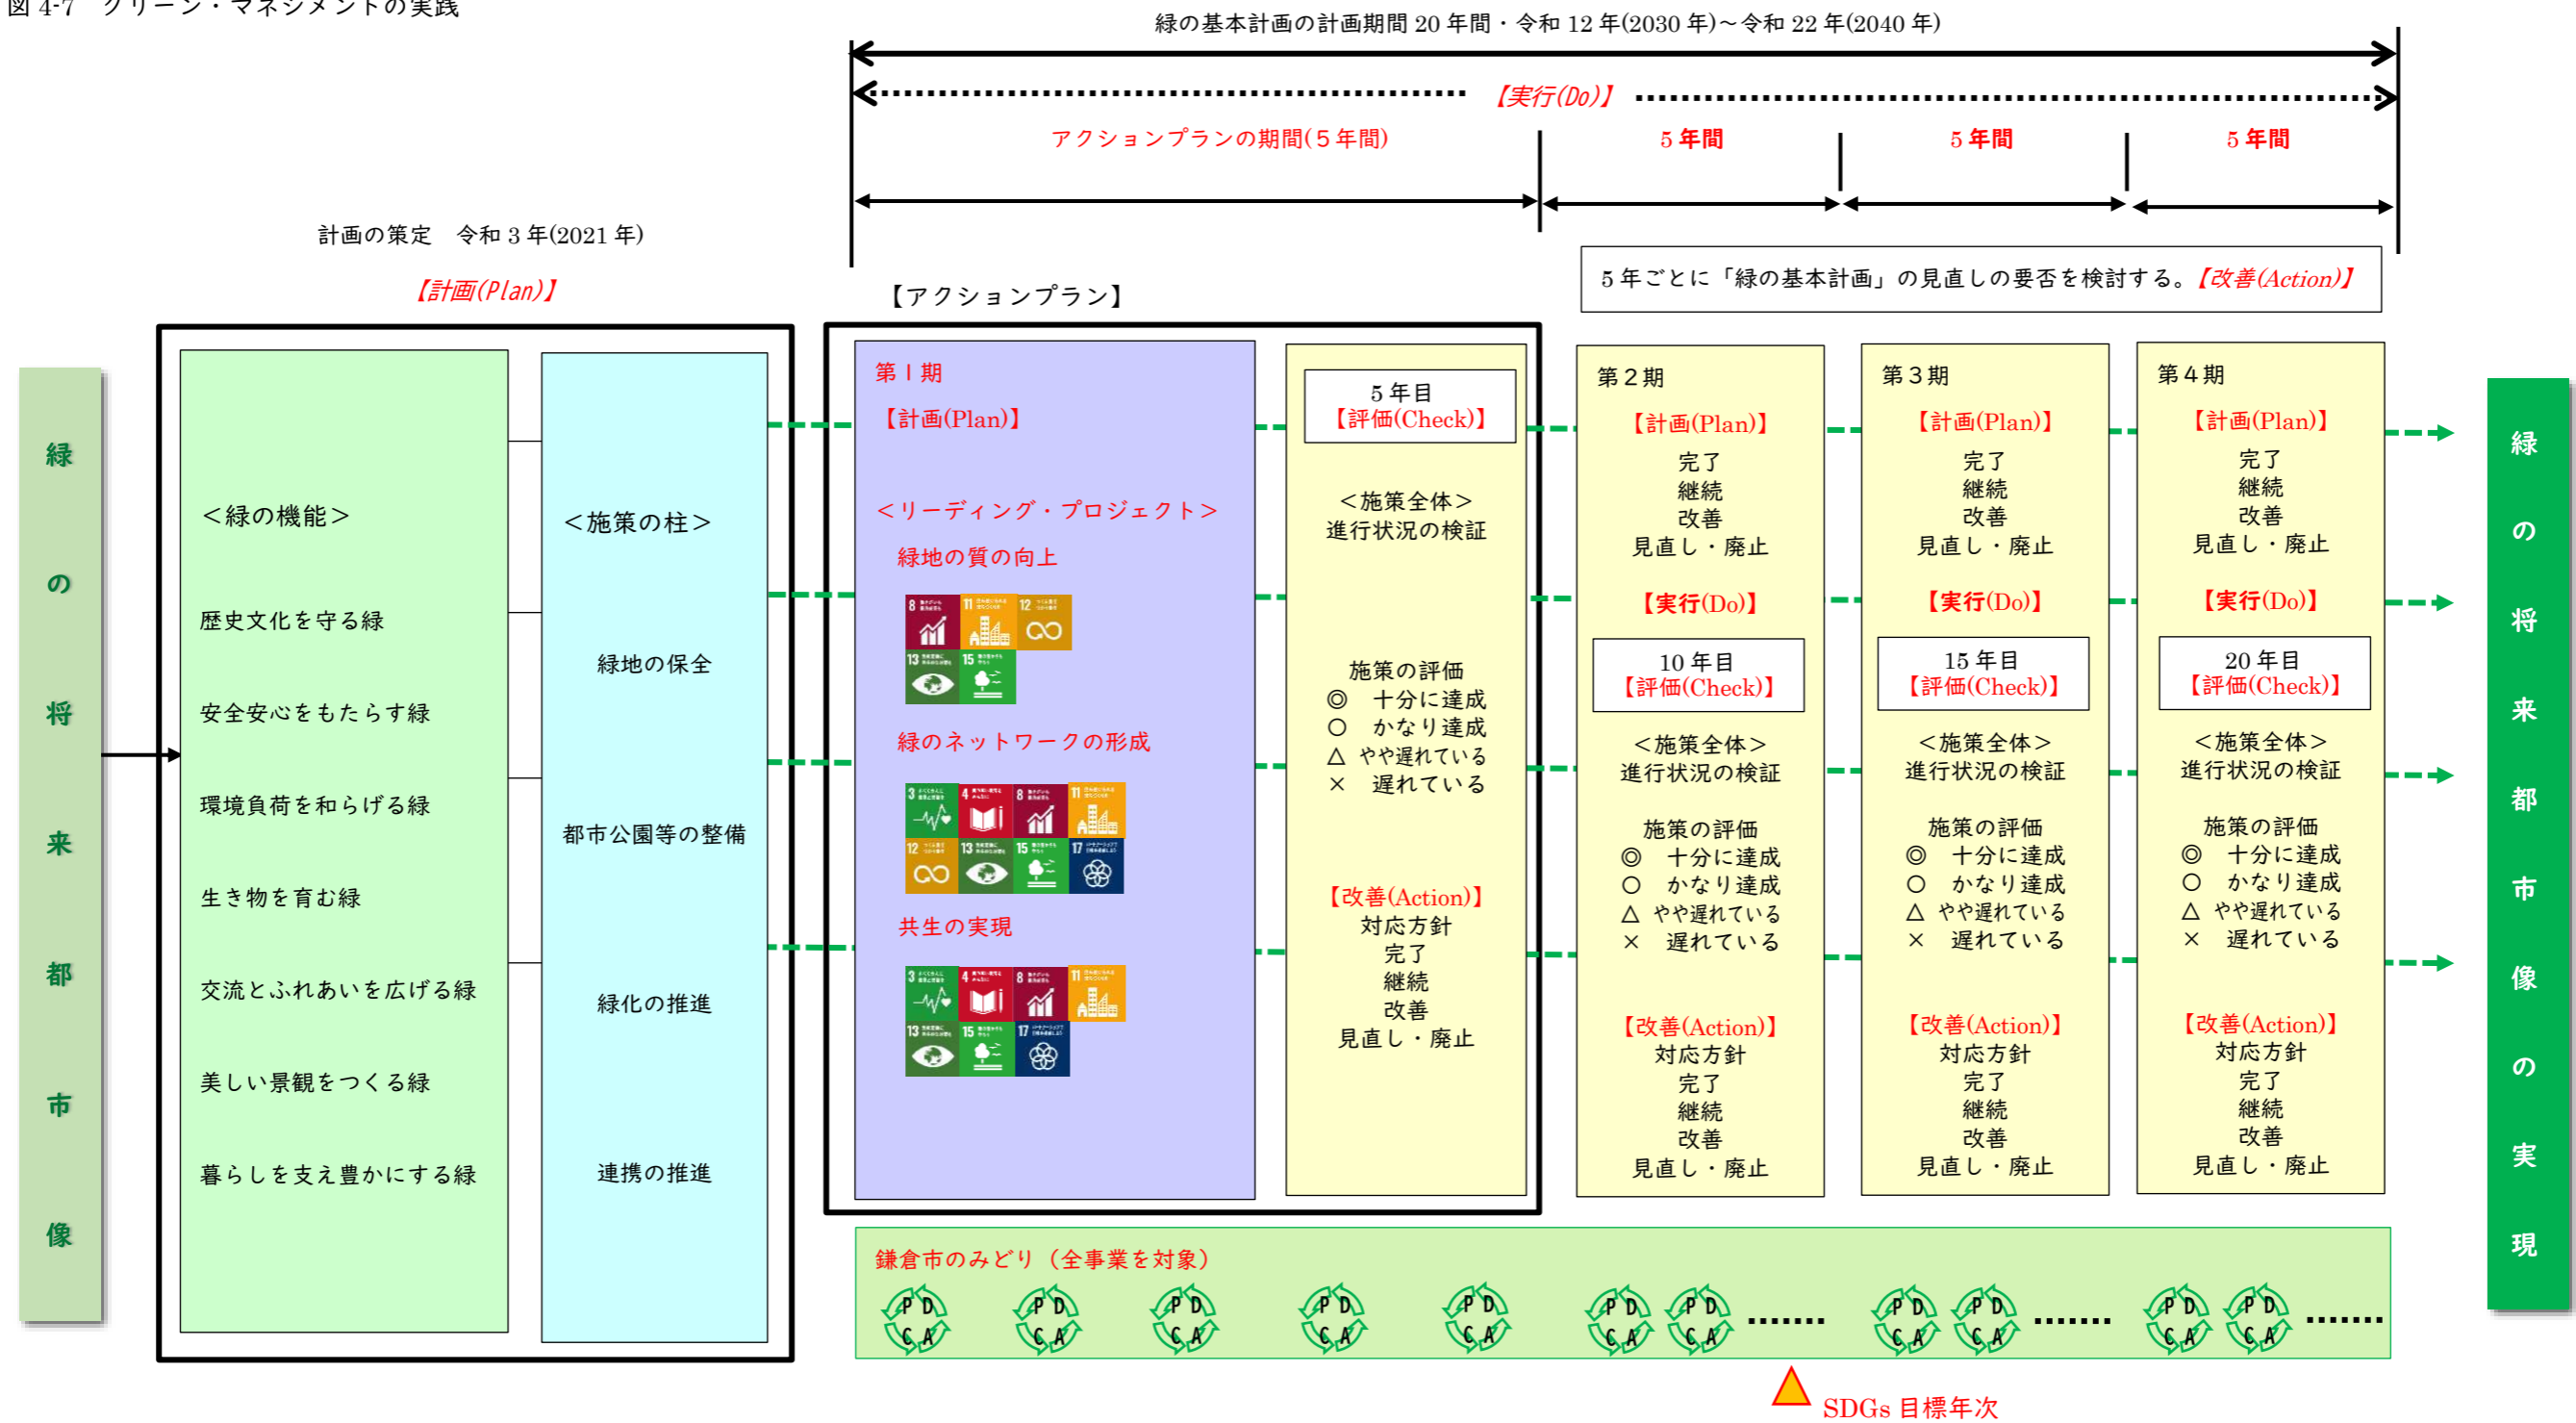 図 4-7　グリーン・マネジメントの実践
緑の基本計画の計画期間 20 年間・令和 12 年(2030 年)～令和 22 年(2040 年)
【実行(Do)】
アクションプランの期間(５年間)
5 年間
5 年間
5 年間
計画の策定　令和 3 年(2021 年)
【計画(Plan)】
【アクションプラン】
5 年ごとに「緑の基本計画」の見直しの要否を検討する。【改善(Action)】
緑の将来都市像
＜緑の機能＞
歴史文化を守る緑
安全安心をもたらす緑
環境負荷を和らげる緑
生き物を育む緑
交流とふれあいを広げる緑
美しい景観をつくる緑
暮らしを支え豊かにする緑
＜施策の柱＞
緑地の保全
都市公園等の整備
緑化の推進
連携の推進
第１期
【計画(Plan)】
＜リーディング・プロジェクト＞
緑地の質の向上
8
11
12
13
15
緑のネットワークの形成
3
4
8
11
12
13
15
17
共生の実現
3
4
8
11
13
15
17
5 年目
【評価(Check)】
＜施策全体＞
進行状況の検証
施策の評価
◎　十分に達成
○　かなり達成
△ やや遅れている
×　遅れている
【改善(Action)】
対応方針
完了
継続
改善
見直し・廃止
第２期
【計画(Plan)】
完了
継続
改善
見直し・廃止
【実行(Do)】
10 年目
【評価(Check)】
＜施策全体＞
進行状況の検証
施策の評価
◎　十分に達成
○　かなり達成
△ やや遅れている
×　遅れている
【改善(Action)】
対応方針
完了
継続
改善
見直し・廃止
第３期
【計画(Plan)】
完了
継続
改善
見直し・廃止
【実行(Do)】
15 年目
【評価(Check)】
＜施策全体＞
進行状況の検証
施策の評価
◎　十分に達成
○　かなり達成
△ やや遅れている
×　遅れている
【改善(Action)】
対応方針
完了
継続
改善
見直し・廃止
第４期
【計画(Plan)】
完了
継続
改善
見直し・廃止
【実行(Do)】
20 年目
【評価(Check)】
＜施策全体＞
進行状況の検証
施策の評価
◎　十分に達成
○　かなり達成
△ やや遅れている
×　遅れている
【改善(Action)】
対応方針
完了
継続
改善
見直し・廃止
緑の将来都市像の実現
鎌倉市のみどり（全事業を対象）
P D
C A
P D
C A
P D
C A
P D
C A
P D
C A
P D
C A
P D
C A
P D
C A
P D
C A
P D
C A
P D
C A
SDGs 目標年次